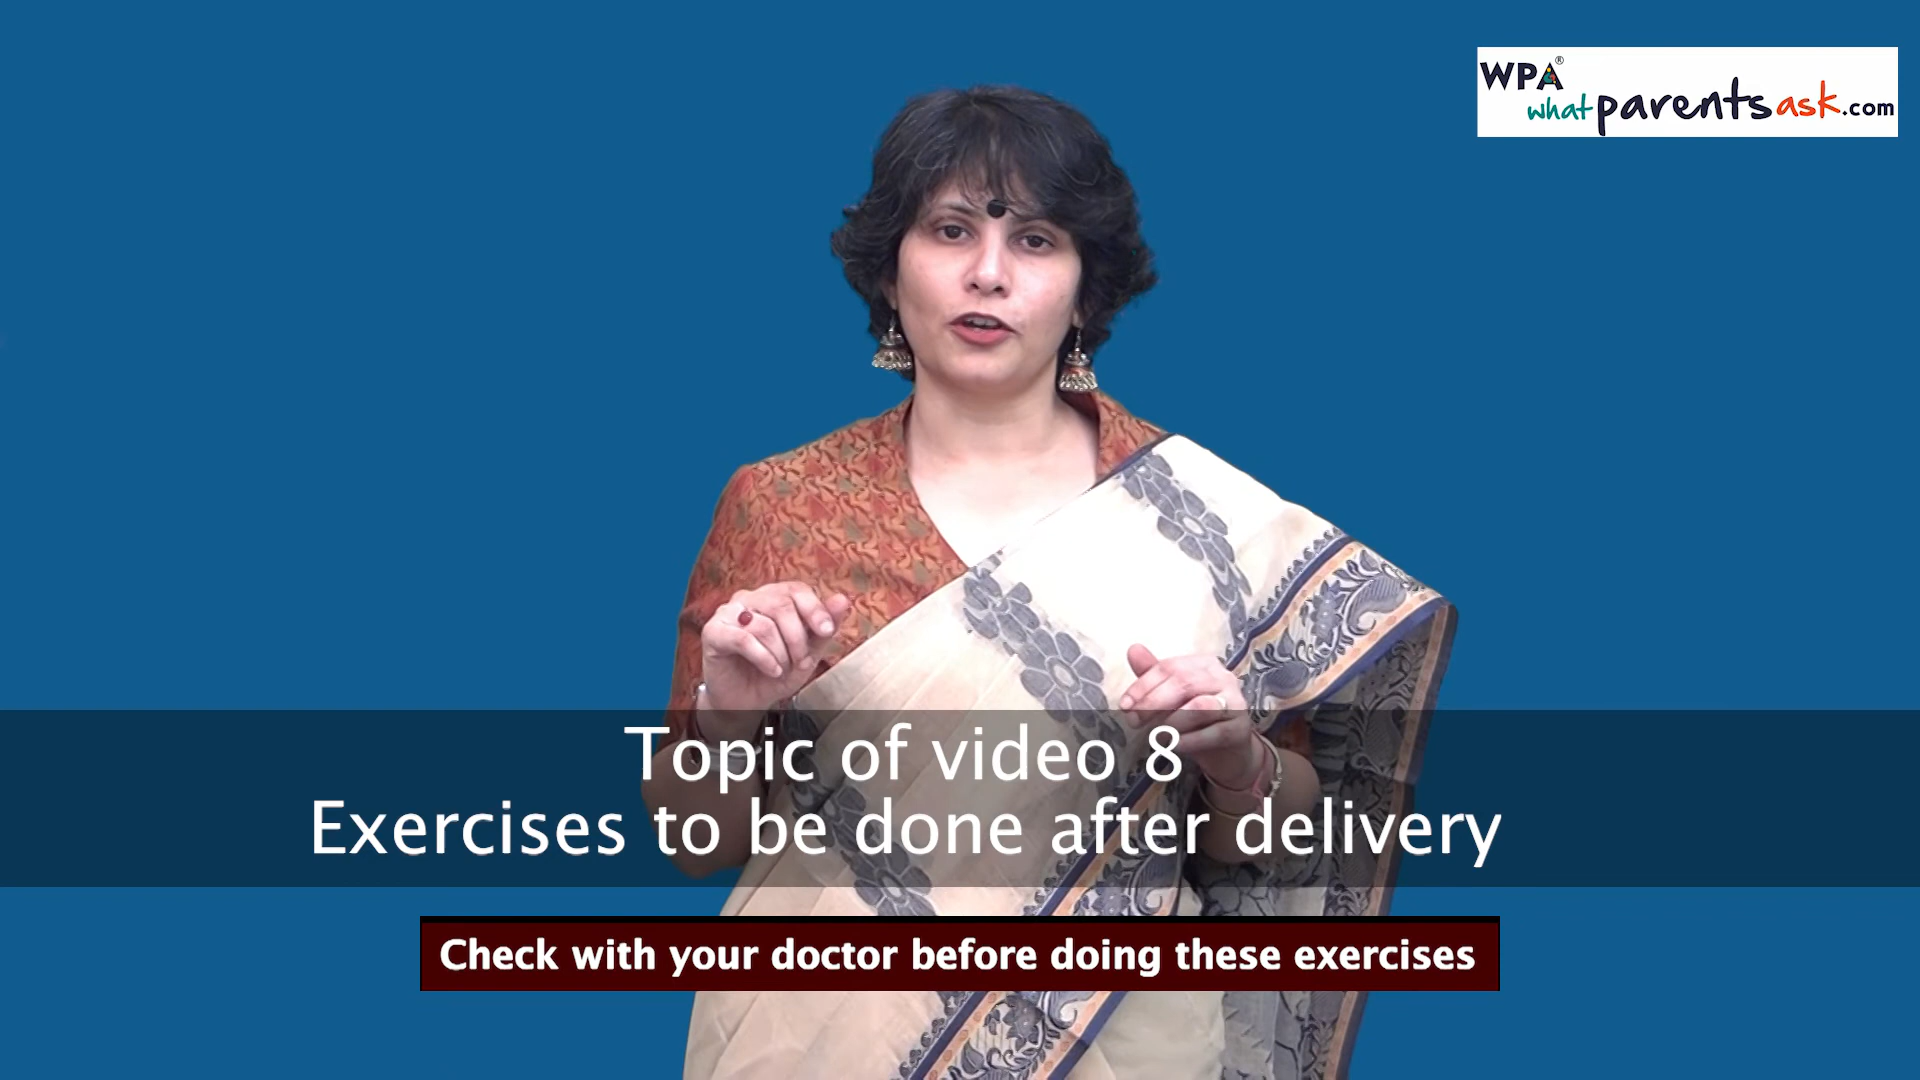 WPA®
whatparentsask.com
Topic of video 8
Exercises to be done after delivery
Check with your doctor before doing these exercises